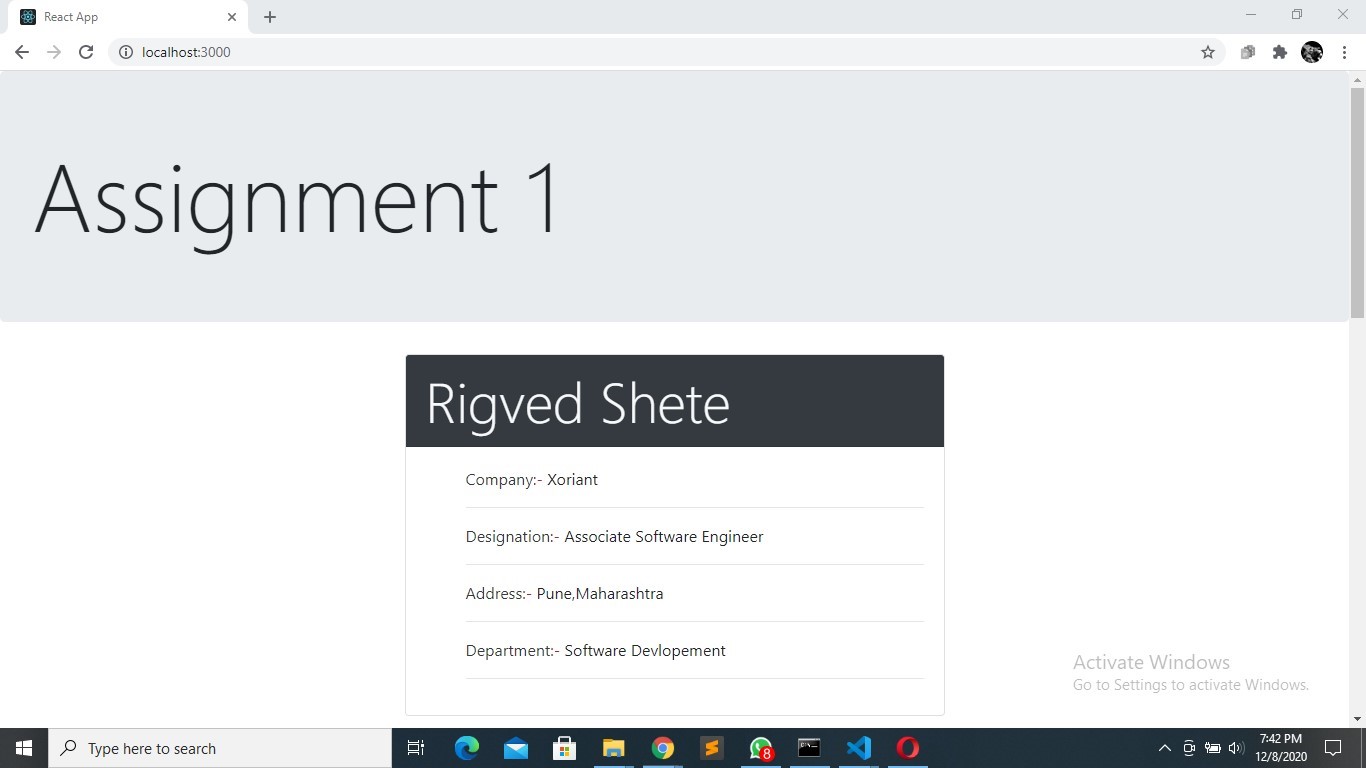 React App
localhost:3000
Assignment 1
Rigved Shete
Company:- Xoriant
Designation:- Associate Software Engineer
Address:- Pune,Maharashtra
Department:- Software Devlopement
Activate Windows
Go to Settings to activate Windows.
Type here to search
8
7:42 PM
12/8/2020